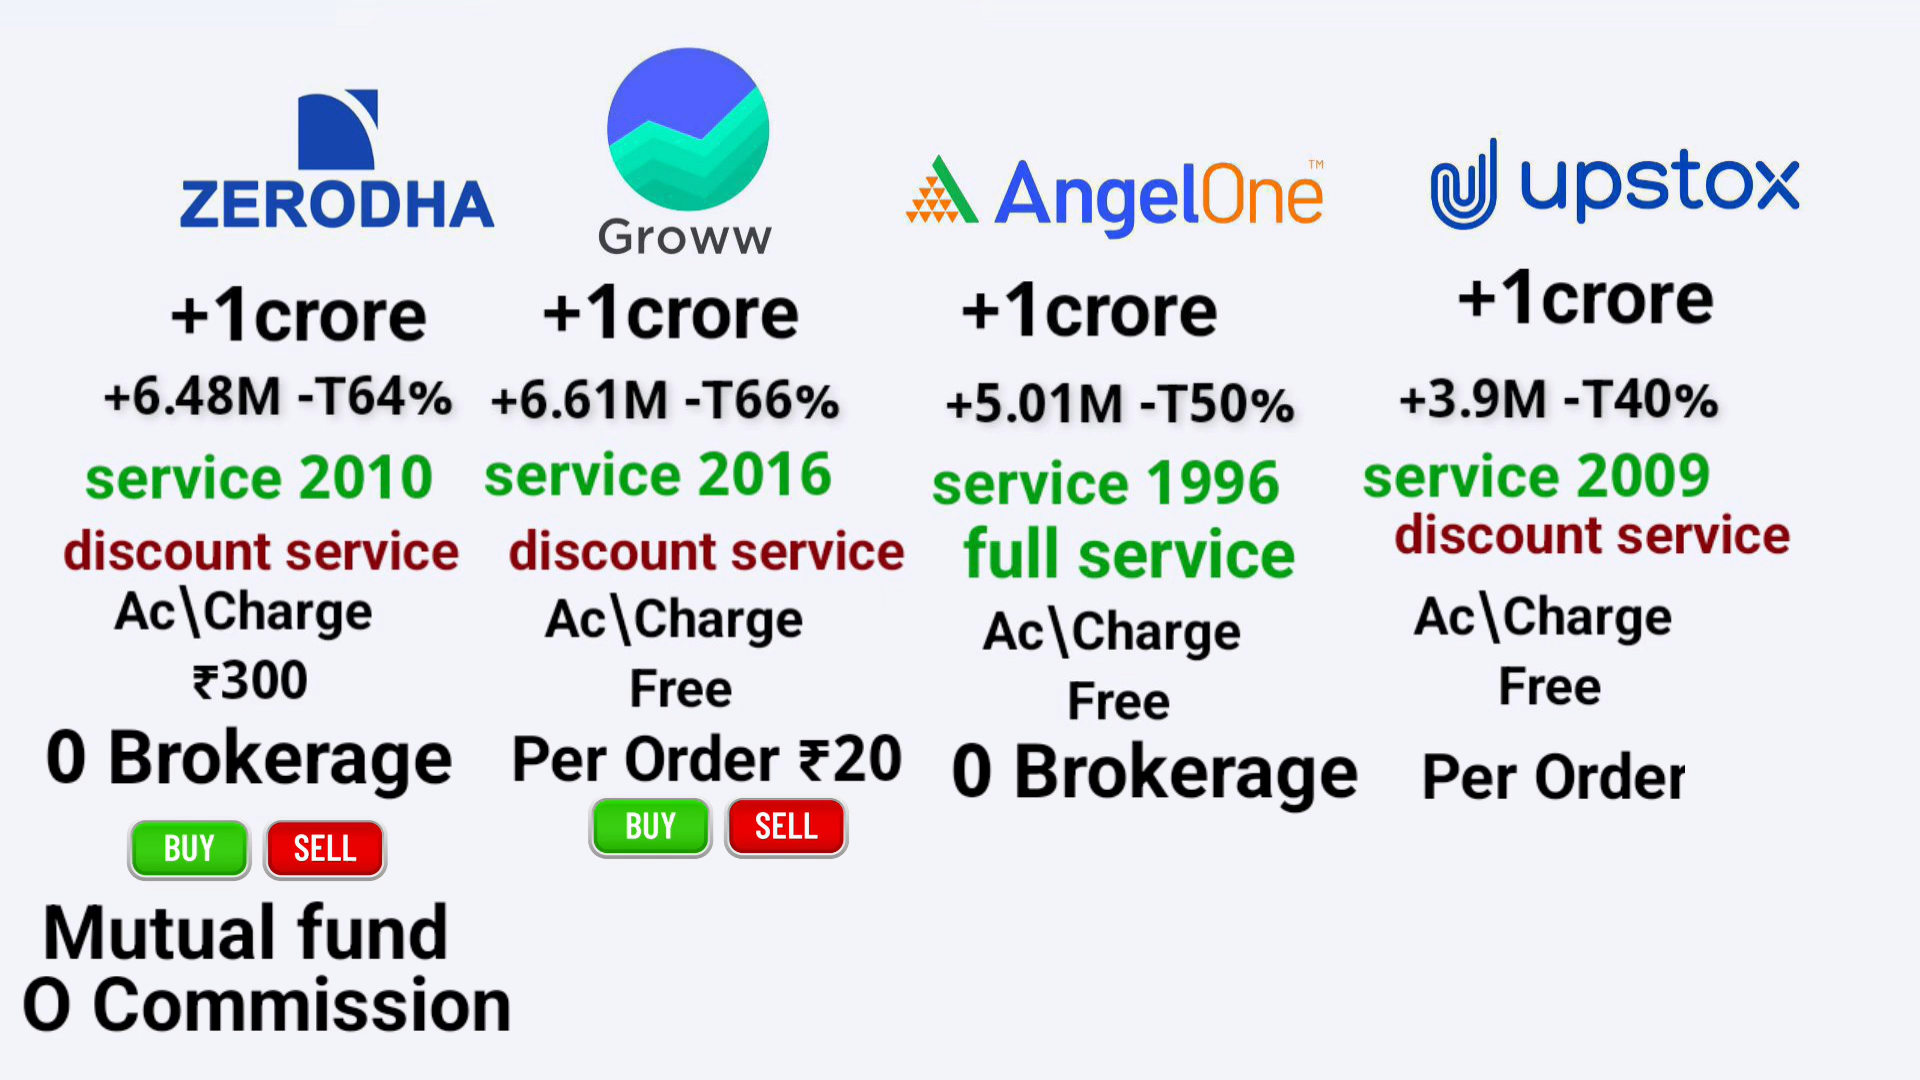 ZERODHA
+1crore
+6.48M -T64%
service 2010
discount service
Ac\Charge
₹300
0 Brokerage
BUY SELL
Mutual fund
O Commission
Groww
+1crore
+6.61M -T66%
service 2016
discount service
Ac\Charge
Free
Per Order ₹20
BUY SELL
AngelOne™
+1crore
+5.01M -T50%
service 1996
full service
Ac\Charge
Free
0 Brokerage
upstox
+1crore
+3.9M -T40%
service 2009
discount service
Ac\Charge
Free
Per Order